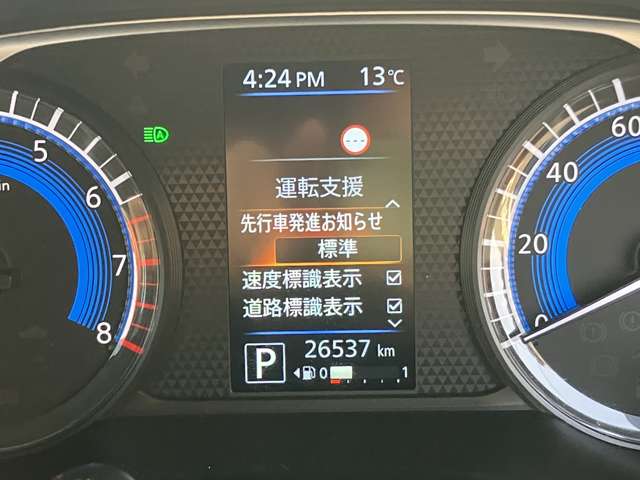 4:24 PM 13℃
---
運転支援
先行車発進お知らせ
標準
速度標識表示
道路標識表示
P 26537 km
0 1
5
6
7
8
in
A
0
20
40
60